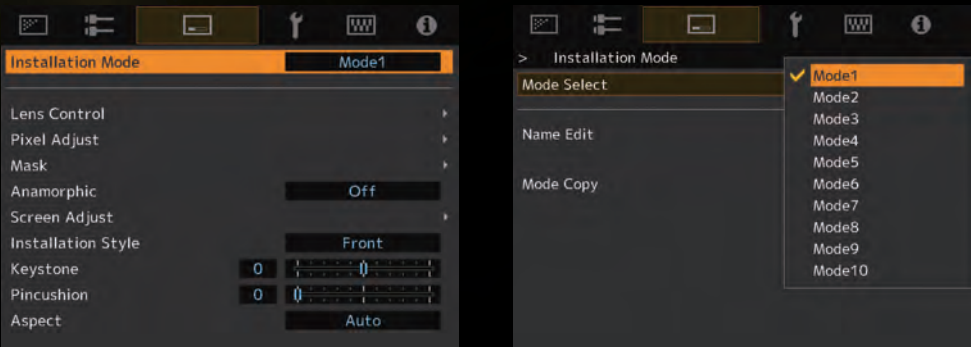 Installation Mode Mode1
Lens Control
Pixel Adjust
Mask
Anamorphic Off
Screen Adjust
Installation Style Front
Keystone 0
Pincushion 0
Aspect Auto
> Installation Mode
Mode Select
Name Edit
Mode Copy
Mode1
Mode2
Mode3
Mode4
Mode5
Mode6
Mode7
Mode8
Mode9
Mode10